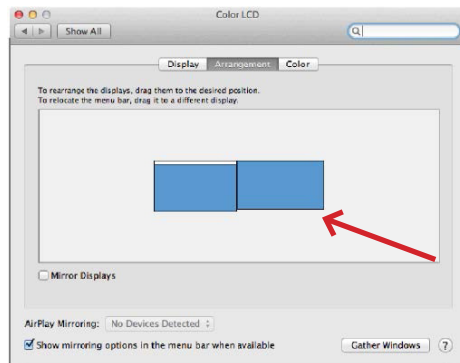 Color LCD
Show All
Display Arrangement Color
To rearrange the displays, drag them to the desired position.
To relocate the menu bar, drag it to a different display.
Mirror Displays
AirPlay Mirroring: No Devices Detected
Show mirroring options in the menu bar when available Gather Windows ?